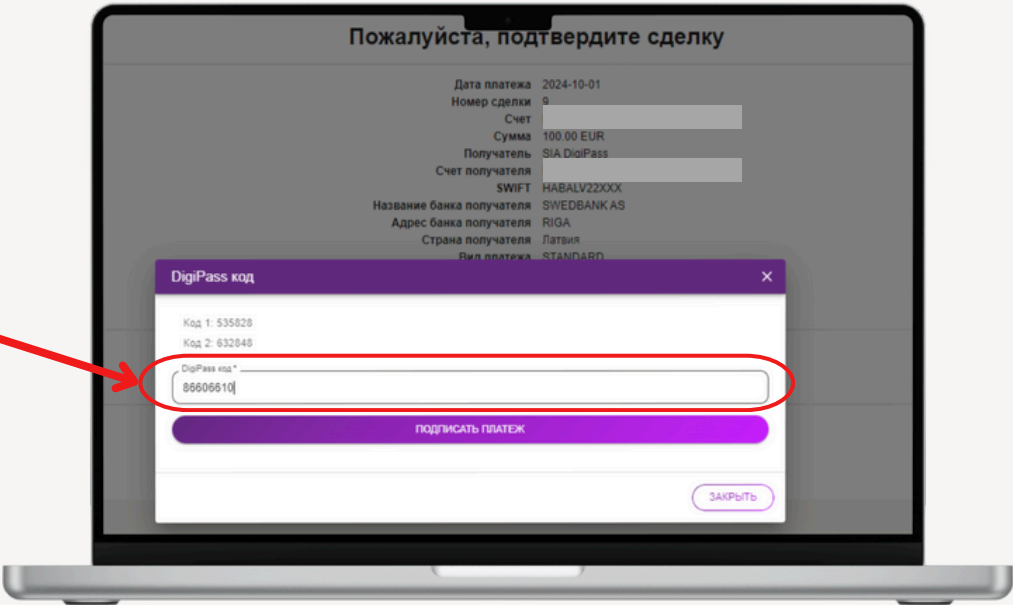 Пожалуйста, подтвердите сделку
Дата платежа 2024-10-01
Номер сделки 9
Счет
Сумма 100.00 EUR
Получатель SIA DigiPass
Счет получателя
SWIFT HABALV22XXX
Название банка получателя SWEDBANK AS
Адрес банка получателя RIGA
Страна получателя Латвия
Вид платежа STANDARD
DigiPass код ×
Код 1: 535828
Код 2: 632848
DigiPass код *
86606610
ПОДПИСАТЬ ПЛАТЕЖ
ЗАКРЫТЬ